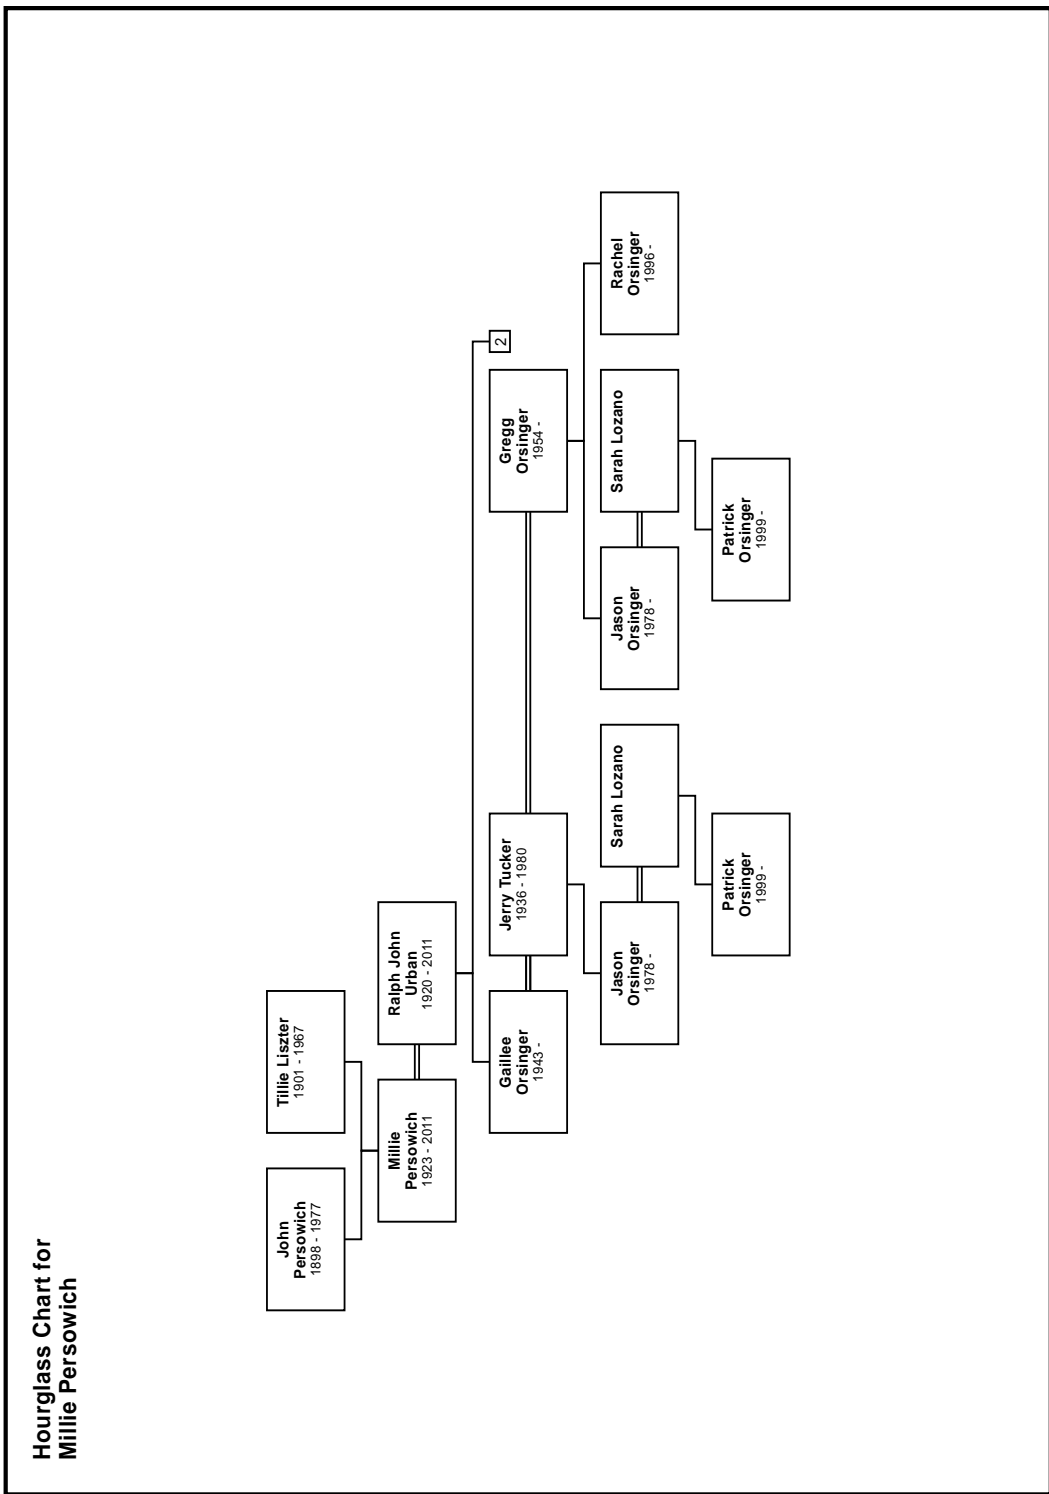 Hourglass Chart for
Millie Persowich
John
Persowich
1898 - 1977
Tillie Liszter
1901 - 1967
Millie
Persowich
1923 - 2011
Ralph John
Urban
1920 - 2011
Gaillee
Orsinger
1943 -
Jerry Tucker
1936 - 1980
Gregg
Orsinger
1954 -
2
Jason
Orsinger
1978 -
Sarah Lozano
Jason
Orsinger
1978 -
Sarah Lozano
Rachel
Orsinger
1996 -
Patrick
Orsinger
1999 -
Patrick
Orsinger
1999 -